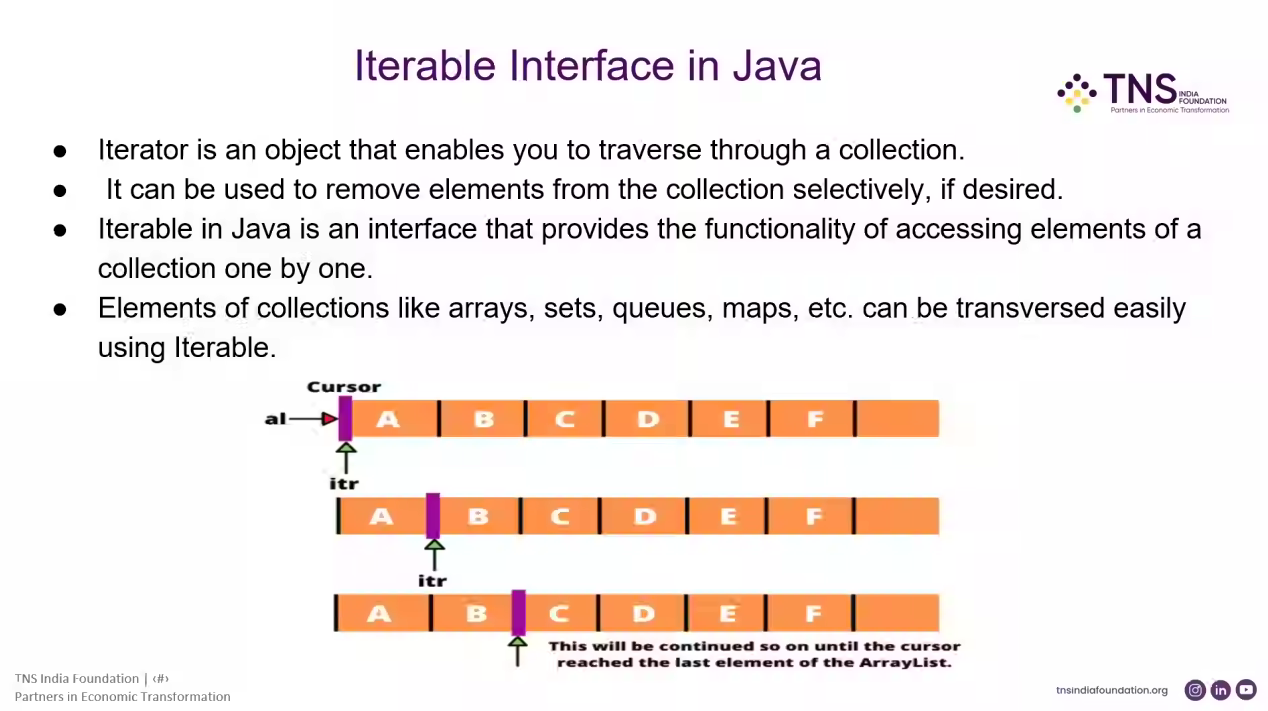 Iterable Interface in Java
TNS INDIA FOUNDATION
Partners in Economic Transformation
● Iterator is an object that enables you to traverse through a collection.
● It can be used to remove elements from the collection selectively, if desired.
● Iterable in Java is an interface that provides the functionality of accessing elements of a
collection one by one.
● Elements of collections like arrays, sets, queues, maps, etc. can be transversed easily
using Iterable.
Cursor
al A B C D E F
itr
A B C D E F
itr
A B C D E F
This will be continued so on until the cursor
reached the last element of the ArrayList.
TNS India Foundation | ‹#›
Partners in Economic Transformation
tnsindiafoundation.org